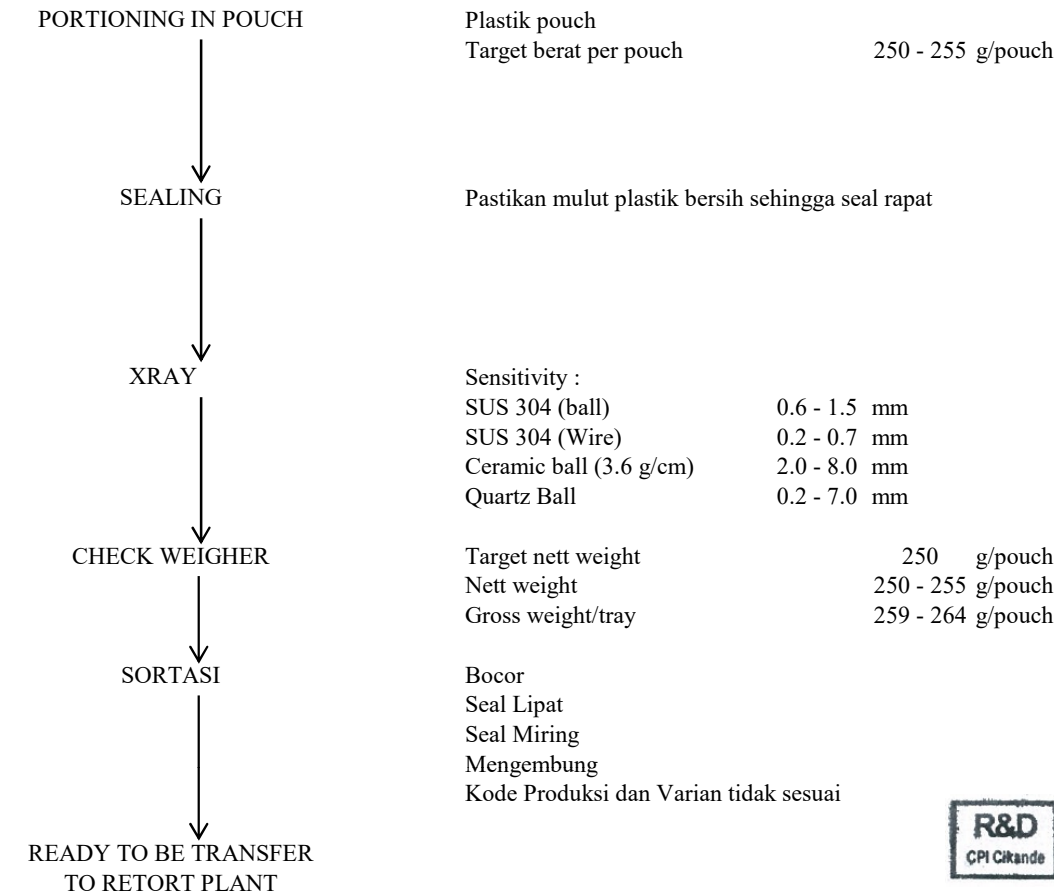 PORTIONING IN POUCH Plastik pouch
Target berat per pouch 250 - 255 g/pouch
SEALING Pastikan mulut plastik bersih sehingga seal rapat
XRAY Sensitivity :
SUS 304 (ball) 0.6 - 1.5 mm
SUS 304 (Wire) 0.2 - 0.7 mm
Ceramic ball (3.6 g/cm) 2.0 - 8.0 mm
Quartz Ball 0.2 - 7.0 mm
CHECK WEIGHER Target nett weight 250 g/pouch
Nett weight 250 - 255 g/pouch
Gross weight/tray 259 - 264 g/pouch
SORTASI Bocor
Seal Lipat
Seal Miring
Mengembung
Kode Produksi dan Varian tidak sesuai
R&D
CPI Cikande
READY TO BE TRANSFER
TO RETORT PLANT